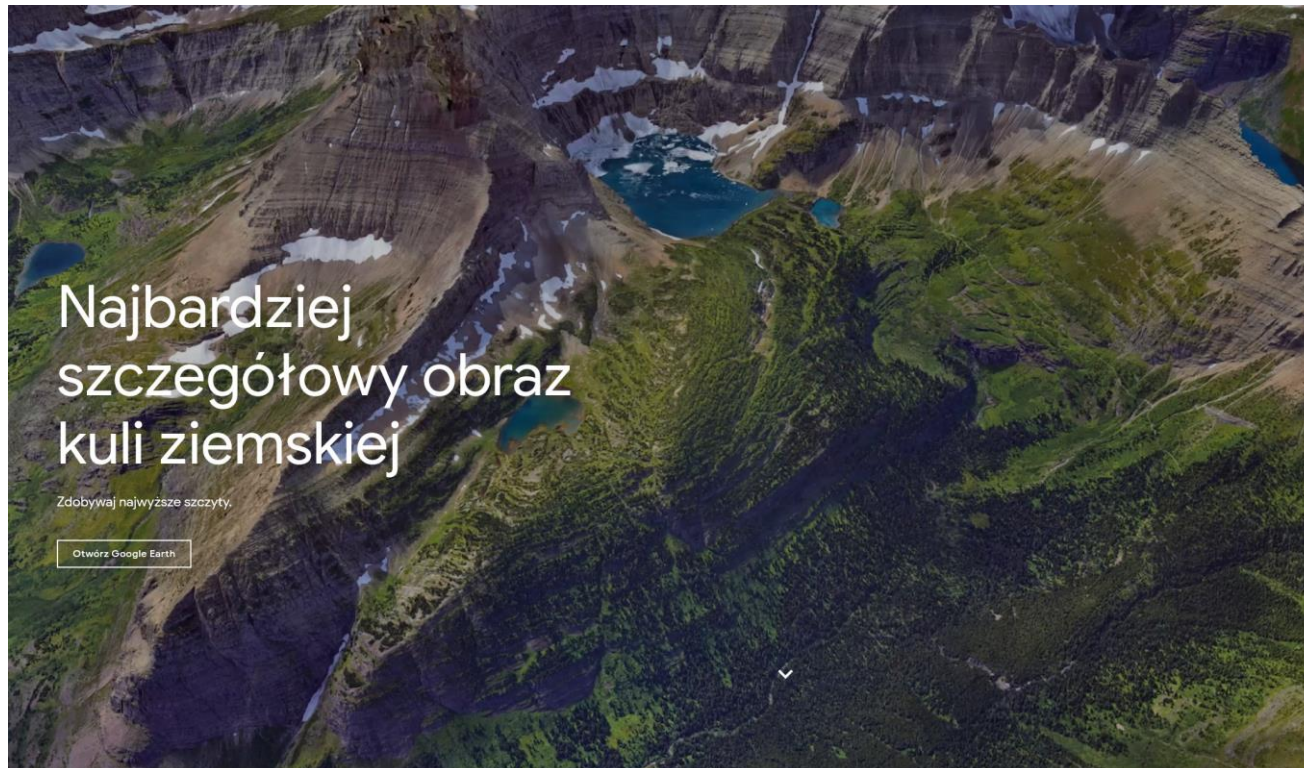 Najbardziej
szczegółowy obraz
kuli ziemskiej
Zdobywaj najwyższe szczyty.
Otwórz Google Earth